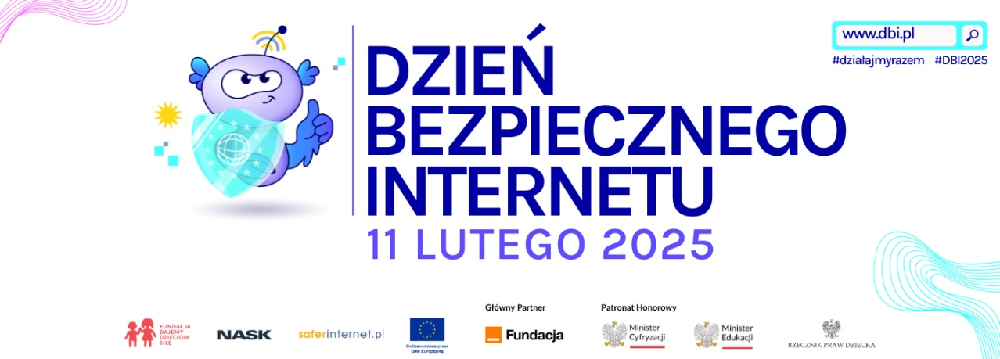 DZIEŃ
BEZPIECZNEGO
INTERNETU
11 LUTEGO 2025
www.dbi.pl
#działajmyrazem #DBI2025
Główny Partner
Patronat Honorowy
FUNDACJA
DAJEMY
DZIECIOM
SIŁĘ
NASK
saferinternet.pl
Dofinansowane przez
Unię Europejską
Fundacja
Minister
Cyfryzacji
Minister
Edukacji
RZECZNIK PRAW DZIECKA